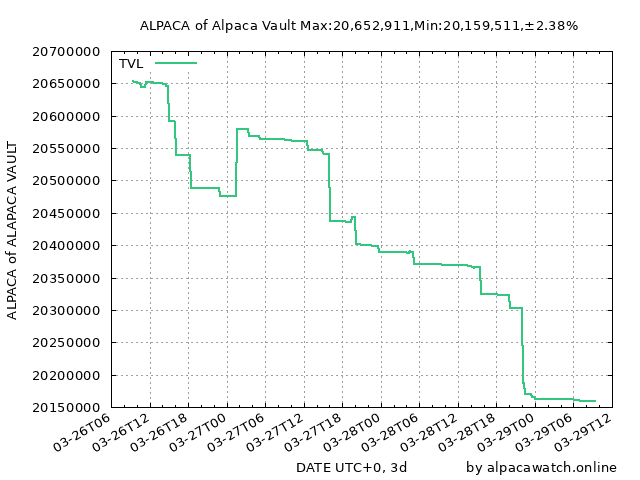 ALPACA of Alpaca Vault Max:20,652,911,Min:20,159,511,±2.38%
TVL
20700000
20650000
20600000
20550000
20500000
20450000
20400000
20350000
20300000
20250000
20200000
20150000
ALPACA of ALAPACA VAULT
03-26T06
03-26T12
03-26T18
03-27T00
03-27T06
03-27T12
03-27T18
03-28T00
03-28T06
03-28T12
03-28T18
03-29T00
03-29T06
03-29T12
DATE UTC+0, 3d
by alpacawatch.online